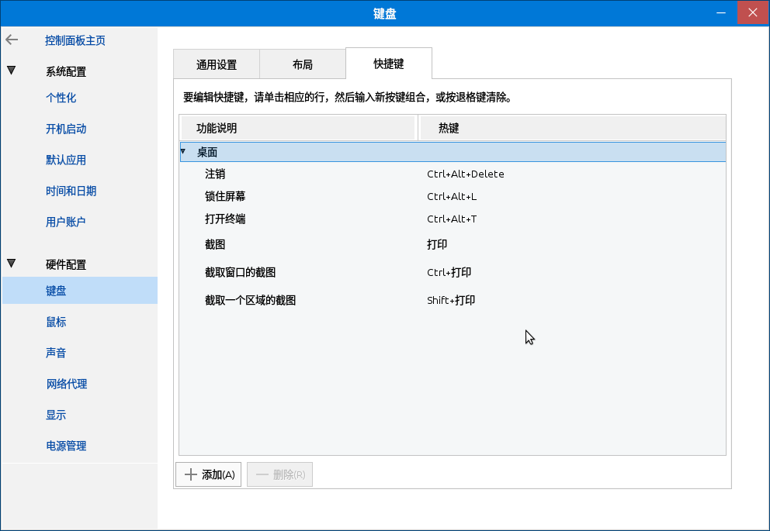 键盘
控制面板主页
系统配置
个性化
开机启动
默认应用
时间和日期
用户账户
硬件配置
键盘
鼠标
声音
网络代理
显示
电源管理
通用设置 布局 快捷键
要编辑快捷键，请单击相应的行，然后输入新按键组合，或按退格键清除。
功能说明 热键
桌面
注销 Ctrl+Alt+Delete
锁住屏幕 Ctrl+Alt+L
打开终端 Ctrl+Alt+T
截图 打印
截取窗口的截图 Ctrl+打印
截取一个区域的截图 Shift+打印
添加(A) 删除(R)